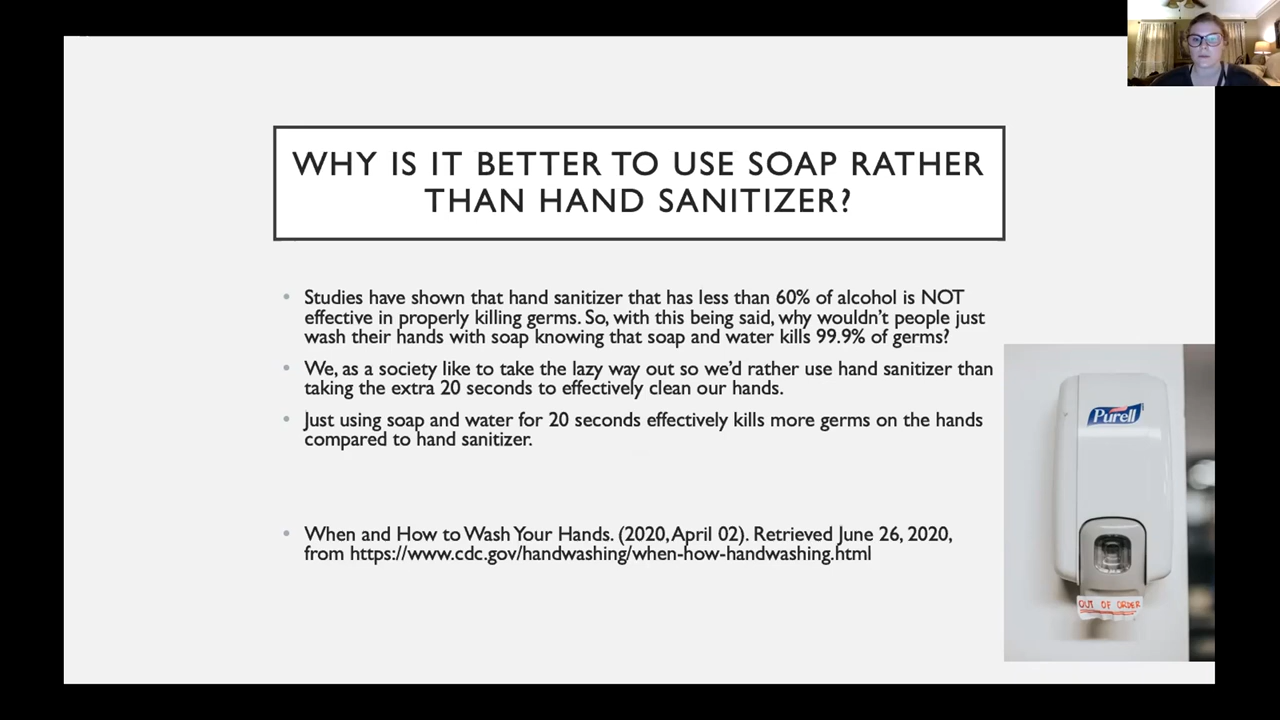 WHY IS IT BETTER TO USE SOAP RATHER
THAN HAND SANITIZER?
• Studies have shown that hand sanitizer that has less than 60% of alcohol is NOT
effective in properly killing germs. So, with this being said, why wouldn't people just
wash their hands with soap knowing that soap and water kills 99.9% of germs?
• We, as a society like to take the lazy way out so we'd rather use hand sanitizer than
taking the extra 20 seconds to effectively clean our hands.
• Just using soap and water for 20 seconds effectively kills more germs on the hands
compared to hand sanitizer.
• When and How to Wash Your Hands. (2020, April 02). Retrieved June 26, 2020,
from https://www.cdc.gov/handwashing/when-how-handwashing.html
Purell
OUT OF ORDER